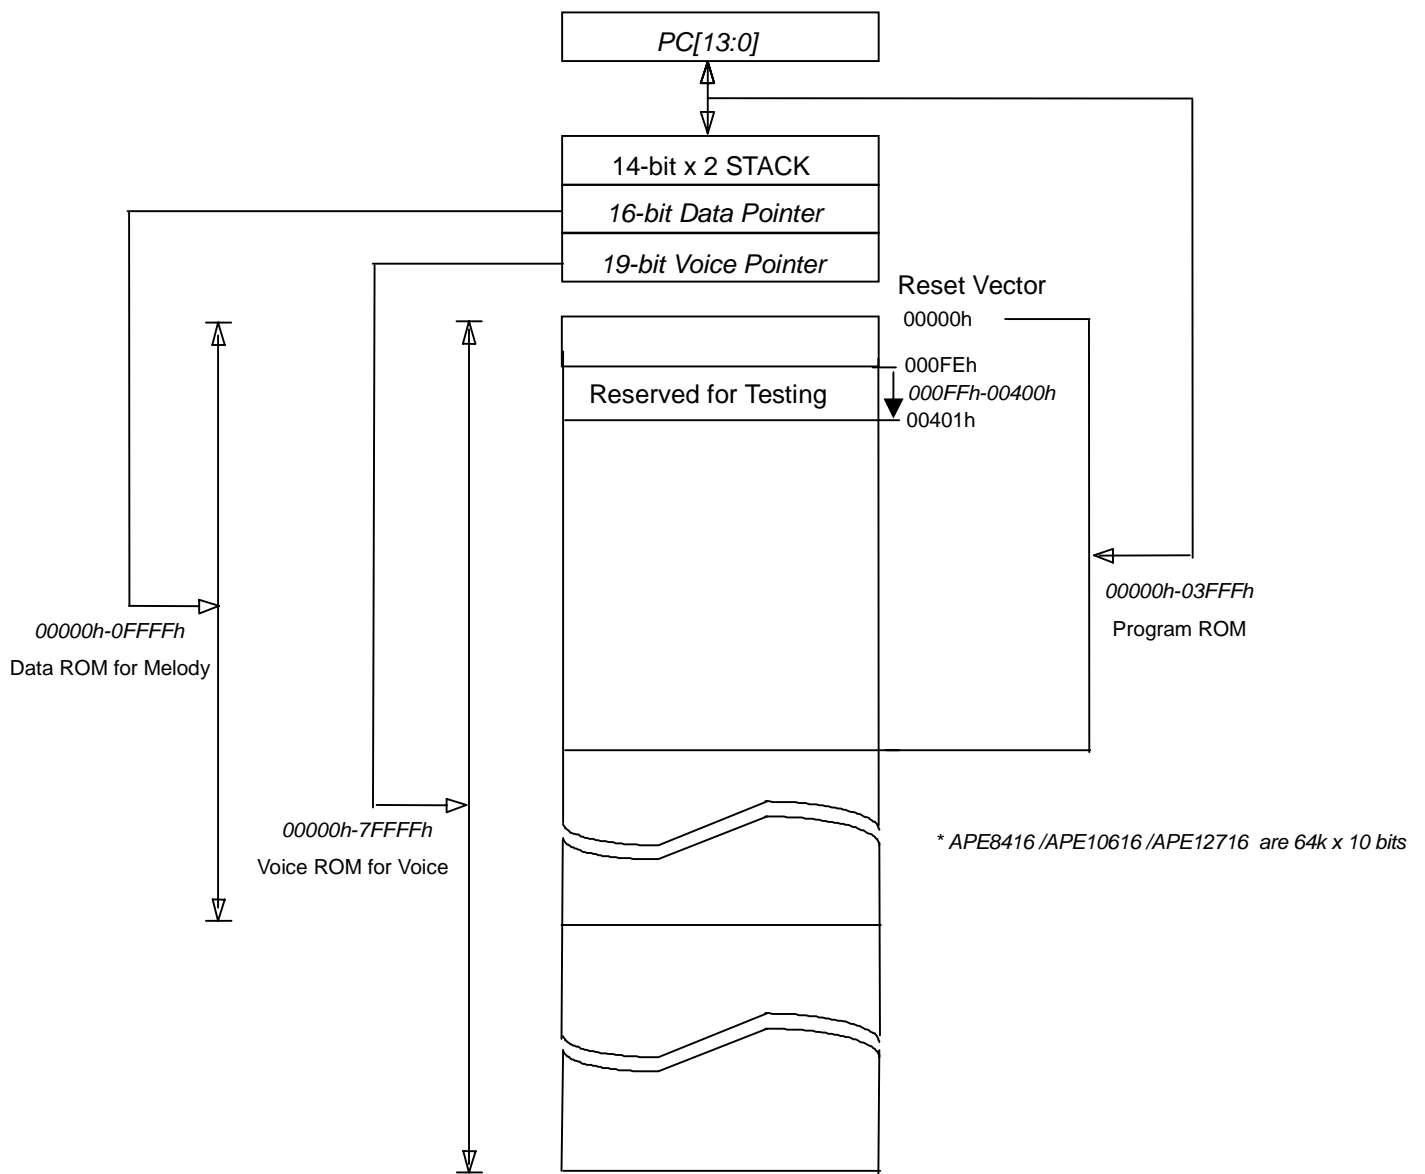 PC[13:0]
14-bit x 2 STACK
16-bit Data Pointer
19-bit Voice Pointer
Reset Vector
00000h
000FEh
Reserved for Testing
000FFh-00400h
00401h
00000h-03FFFh
Program ROM
00000h-0FFFFh
Data ROM for Melody
00000h-7FFFFh
Voice ROM for Voice
* APE8416 /APE10616 /APE12716 are 64k x 10 bits